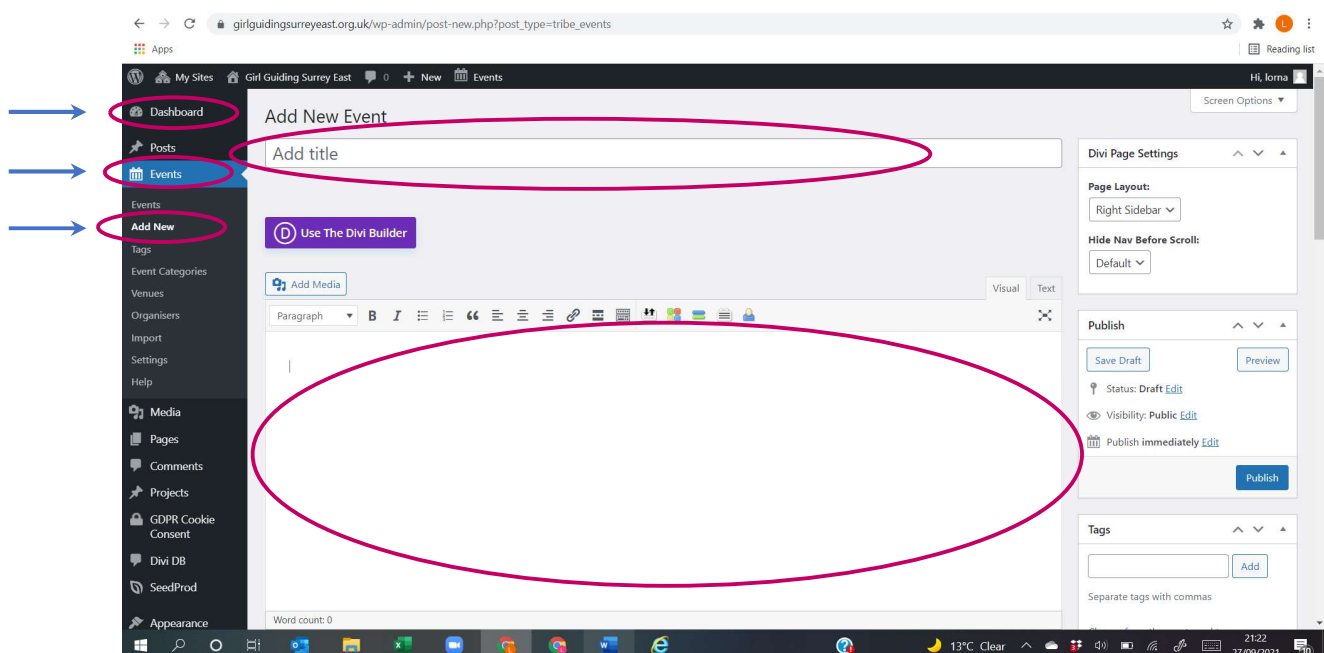 girlguidingsurreyeast.org.uk/wp-admin/post-new.php?post_type=tribe_events
L
Apps
Reading list
My Sites Girl Guiding Surrey East 0 + New Events
Hi, lorna
Screen Options ▼
Dashboard
Posts
Events
Events
Add New
Tags
Event Categories
Venues
Organisers
Import
Settings
Help
Media
Pages
Comments
Projects
GDPR Cookie
Consent
Divi DB
SeedProd
Appearance
Add New Event
Add title
D Use The Divi Builder
Add Media
Visual Text
Paragraph ▼ B I
Word count: 0
Divi Page Settings
Page Layout:
Right Sidebar
Hide Nav Before Scroll:
Default
Publish
Save Draft Preview
Status: Draft Edit
Visibility: Public Edit
Publish immediately Edit
Publish
Tags
Add
Separate tags with commas
13°C Clear
21:22
27/09/2021